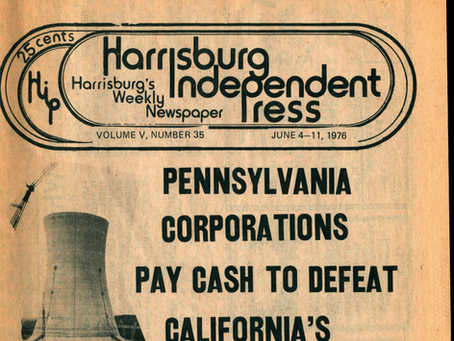 25 cents
Hip
Harrisburg
Independent
Press
Harrisburg's
Weekly
Newspaper
VOLUME V, NUMBER 35 JUNE 4–11, 1976
PENNSYLVANIA
CORPORATIONS
PAY CASH TO DEFEAT
CALIFORNIA'S